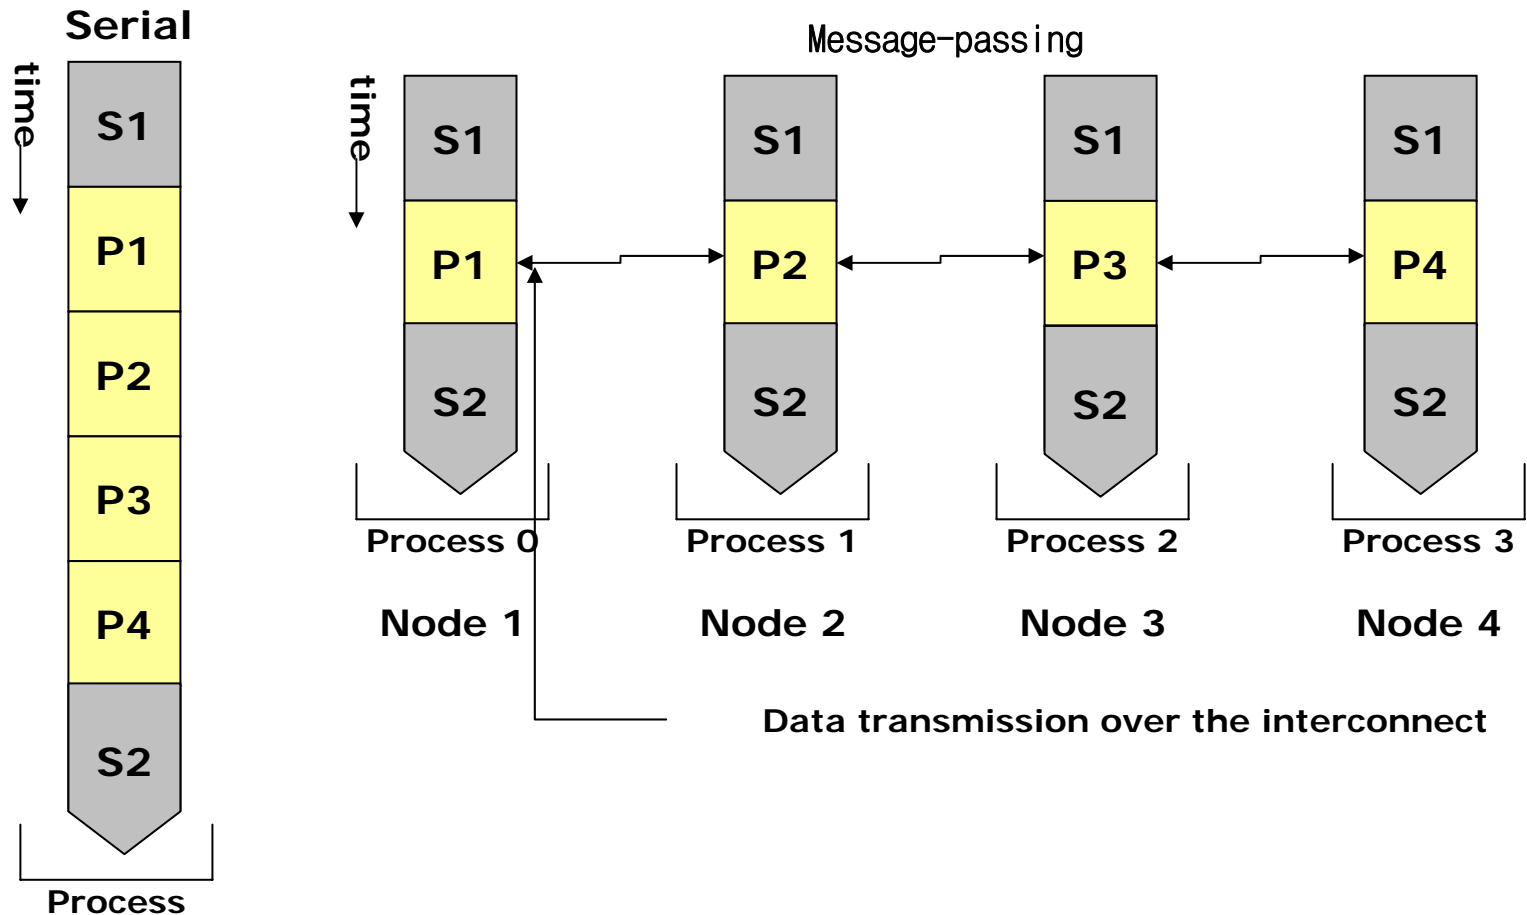 Serial
time
S1
P1
P2
P3
P4
S2
Process
Message-passing
time
S1
P1
S2
Process 0
Node 1
S1
P2
S2
Process 1
Node 2
S1
P3
S2
Process 2
Node 3
S1
P4
S2
Process 3
Node 4
Data transmission over the interconnect